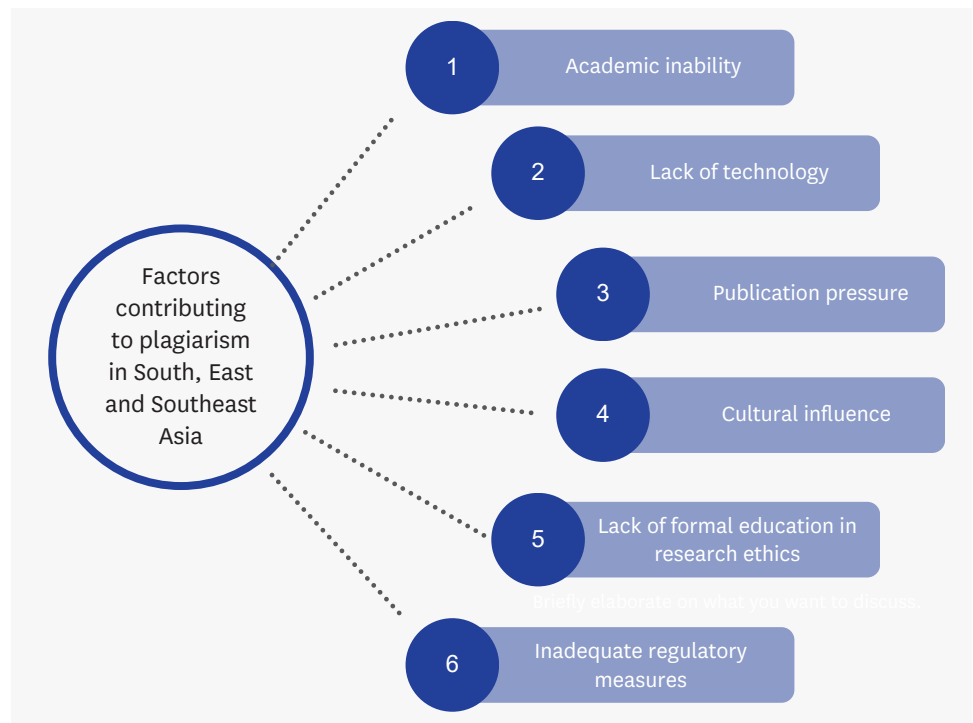 Factors
contributing
to plagiarism
in South, East
and Southeast
Asia
1
Academic inability
2
Lack of technology
3
Publication pressure
4
Cultural influence
5
Lack of formal education in
research ethics
Briefly elaborate on what you want to discuss.
6
Inadequate regulatory
measures